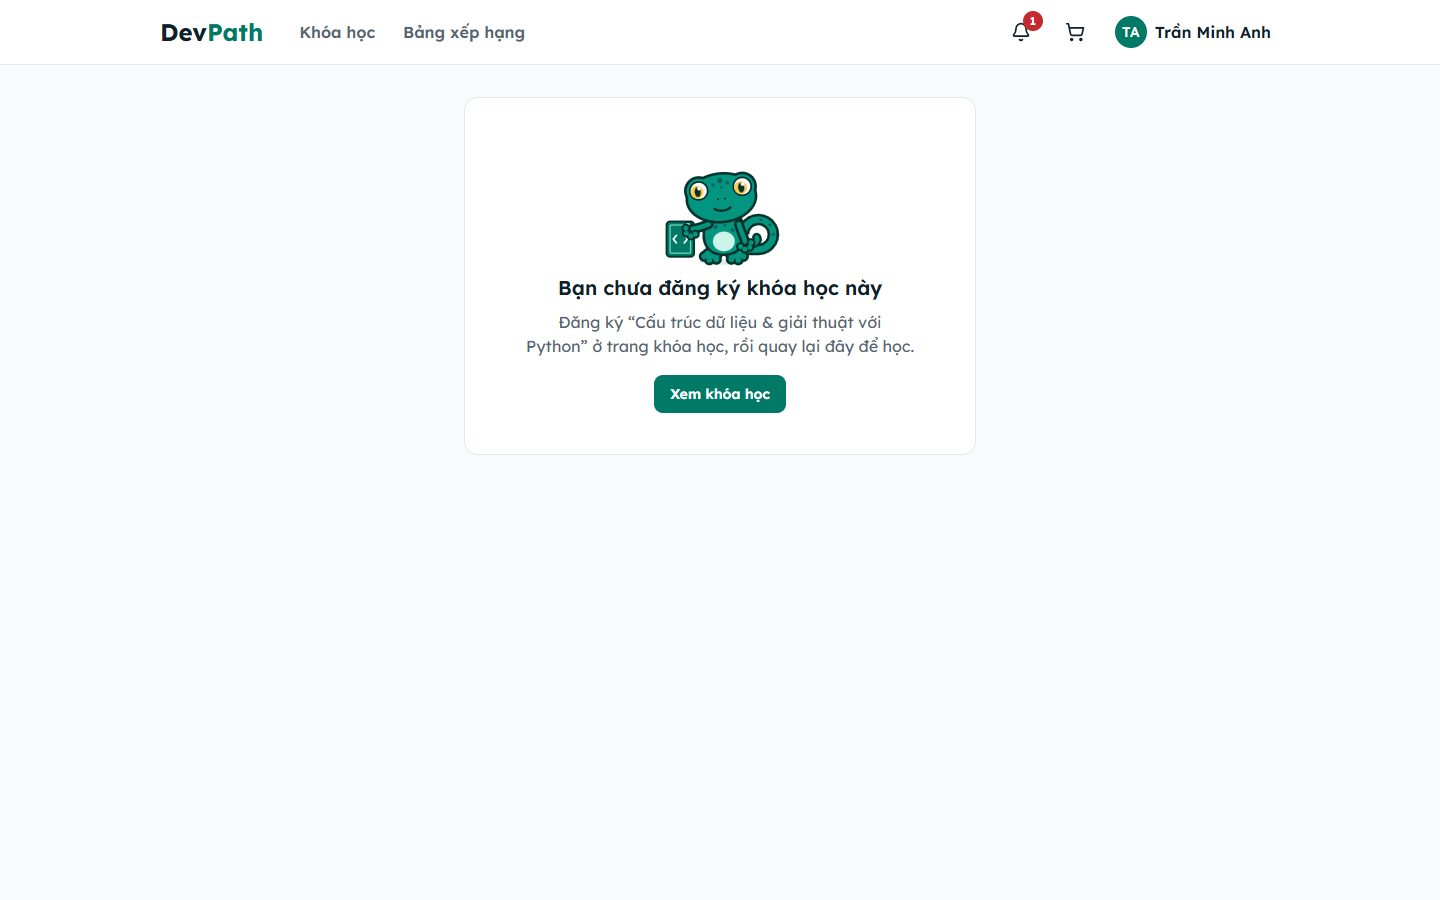 DevPath Khóa học Bảng xếp hạng 1 TA Trần Minh Anh
Bạn chưa đăng ký khóa học này
Đăng ký “Cấu trúc dữ liệu & giải thuật với
Python” ở trang khóa học, rồi quay lại đây để học.
Xem khóa học